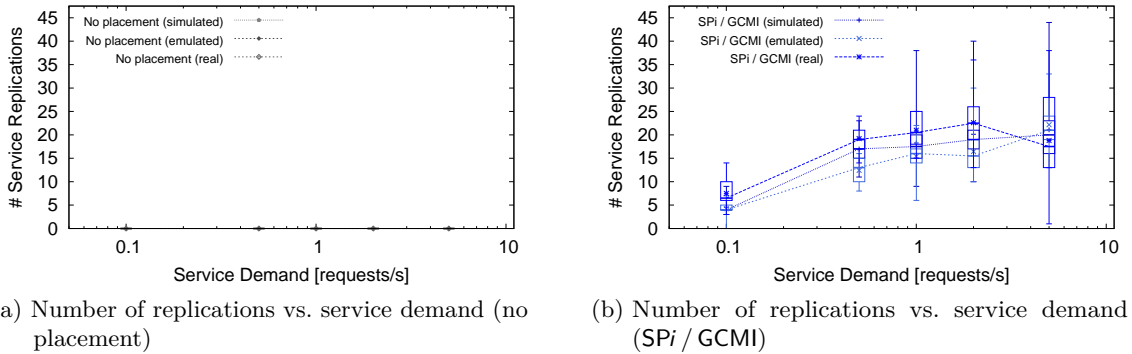 45
40
35
30
25
20
15
10
5
0
# Service Replications
No placement (simulated)
No placement (emulated)
No placement (real)
0.1 1 10
Service Demand [requests/s]
45
40
35
30
25
20
15
10
5
0
# Service Replications
SPi / GCMI (simulated)
SPi / GCMI (emulated)
SPi / GCMI (real)
0.1 1 10
Service Demand [requests/s]
a) Number of replications vs. service demand (no
placement)
(b) Number of replications vs. service demand
(SPi / GCMI)